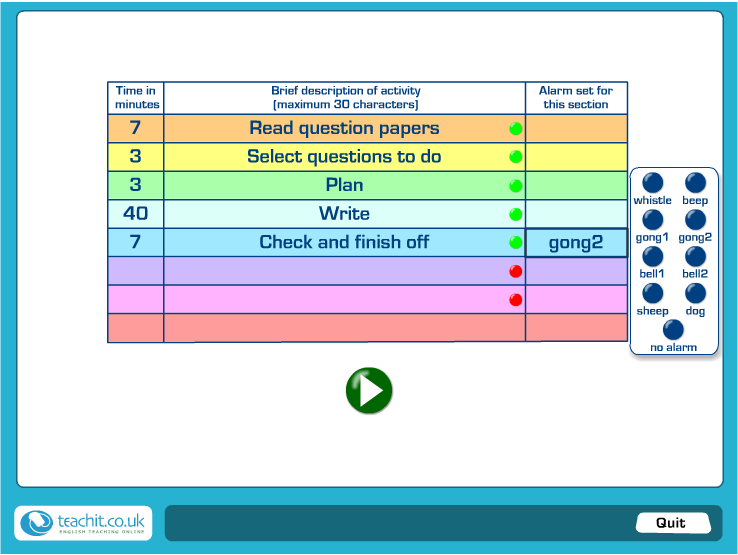 Time in minutes
Brief description of activity (maximum 30 characters)
Alarm set for this section
7 Read question papers
3 Select questions to do
3 Plan
40 Write
7 Check and finish off gong2
whistle beep
gong1 gong2
bell1 bell2
sheep dog
no alarm
teachit.co.uk
ENGLISH TEACHING ONLINE
Quit